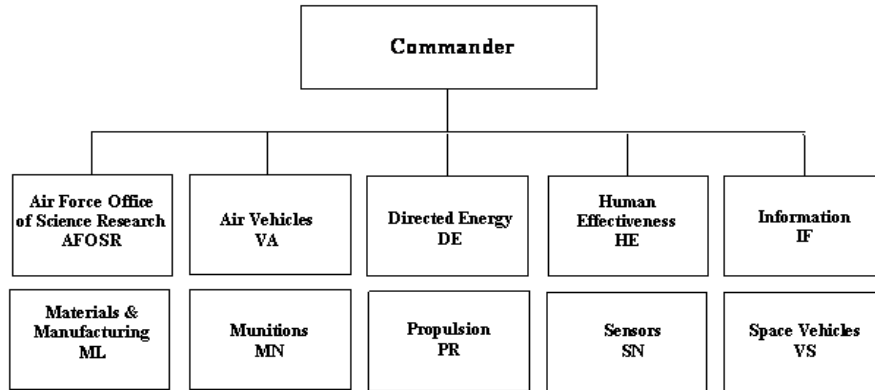 Commander
Air Force Office
of Science Research
AFOSR
Air Vehicles
VA
Directed Energy
DE
Human
Effectiveness
HE
Information
IF
Materials &
Manufacturing
ML
Munitions
MN
Propulsion
PR
Sensors
SN
Space Vehicles
VS